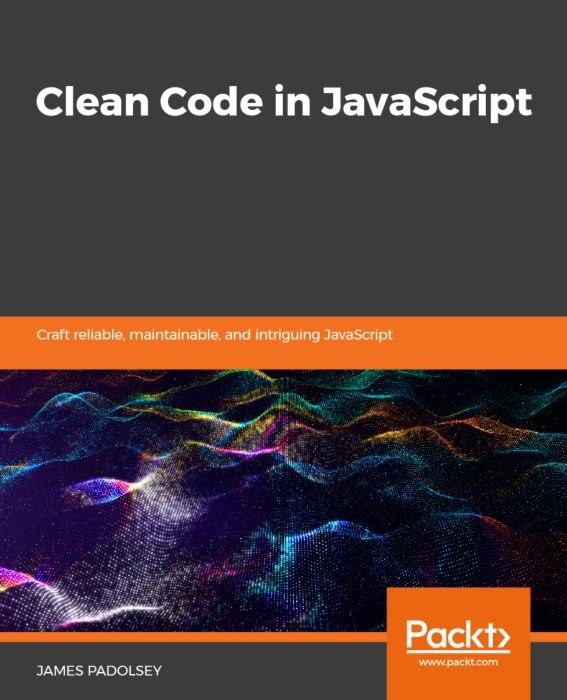 Clean Code in JavaScript
Craft reliable, maintainable, and intriguing JavaScript
Packt>
www.packt.com
JAMES PADOLSEY